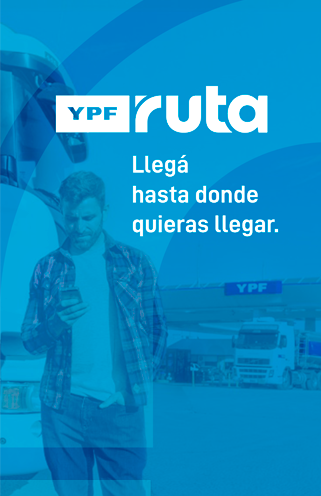 YPF ruta
Llegá
hasta donde
quieras llegar.
YPF